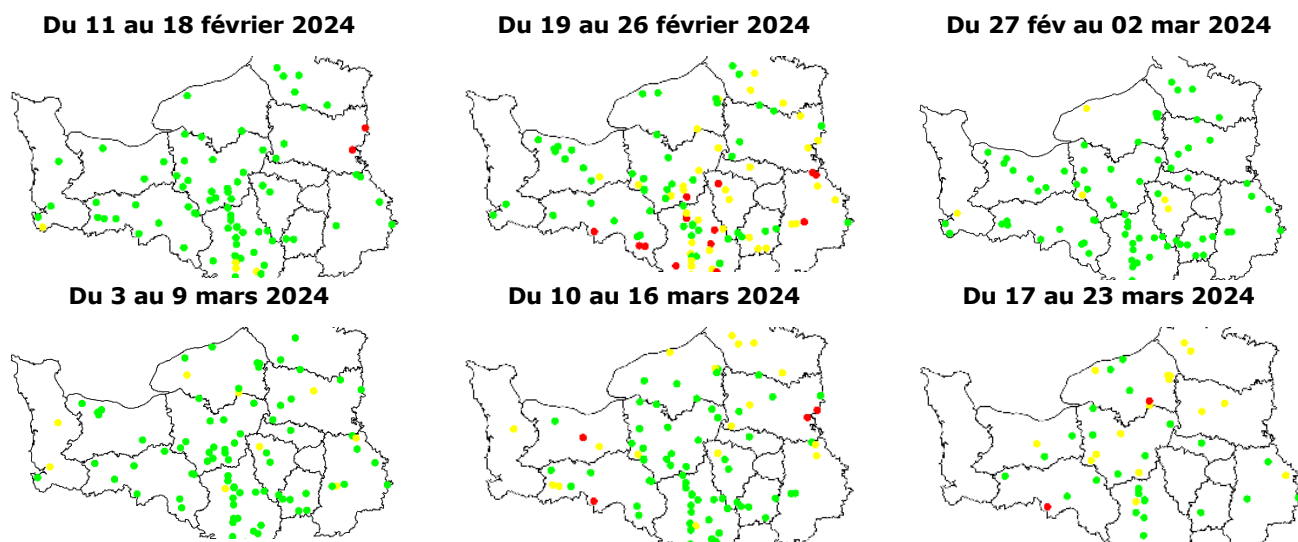 Du 11 au 18 février 2024
Du 19 au 26 février 2024
Du 27 fév au 02 mar 2024
Du 3 au 9 mars 2024
Du 10 au 16 mars 2024
Du 17 au 23 mars 2024